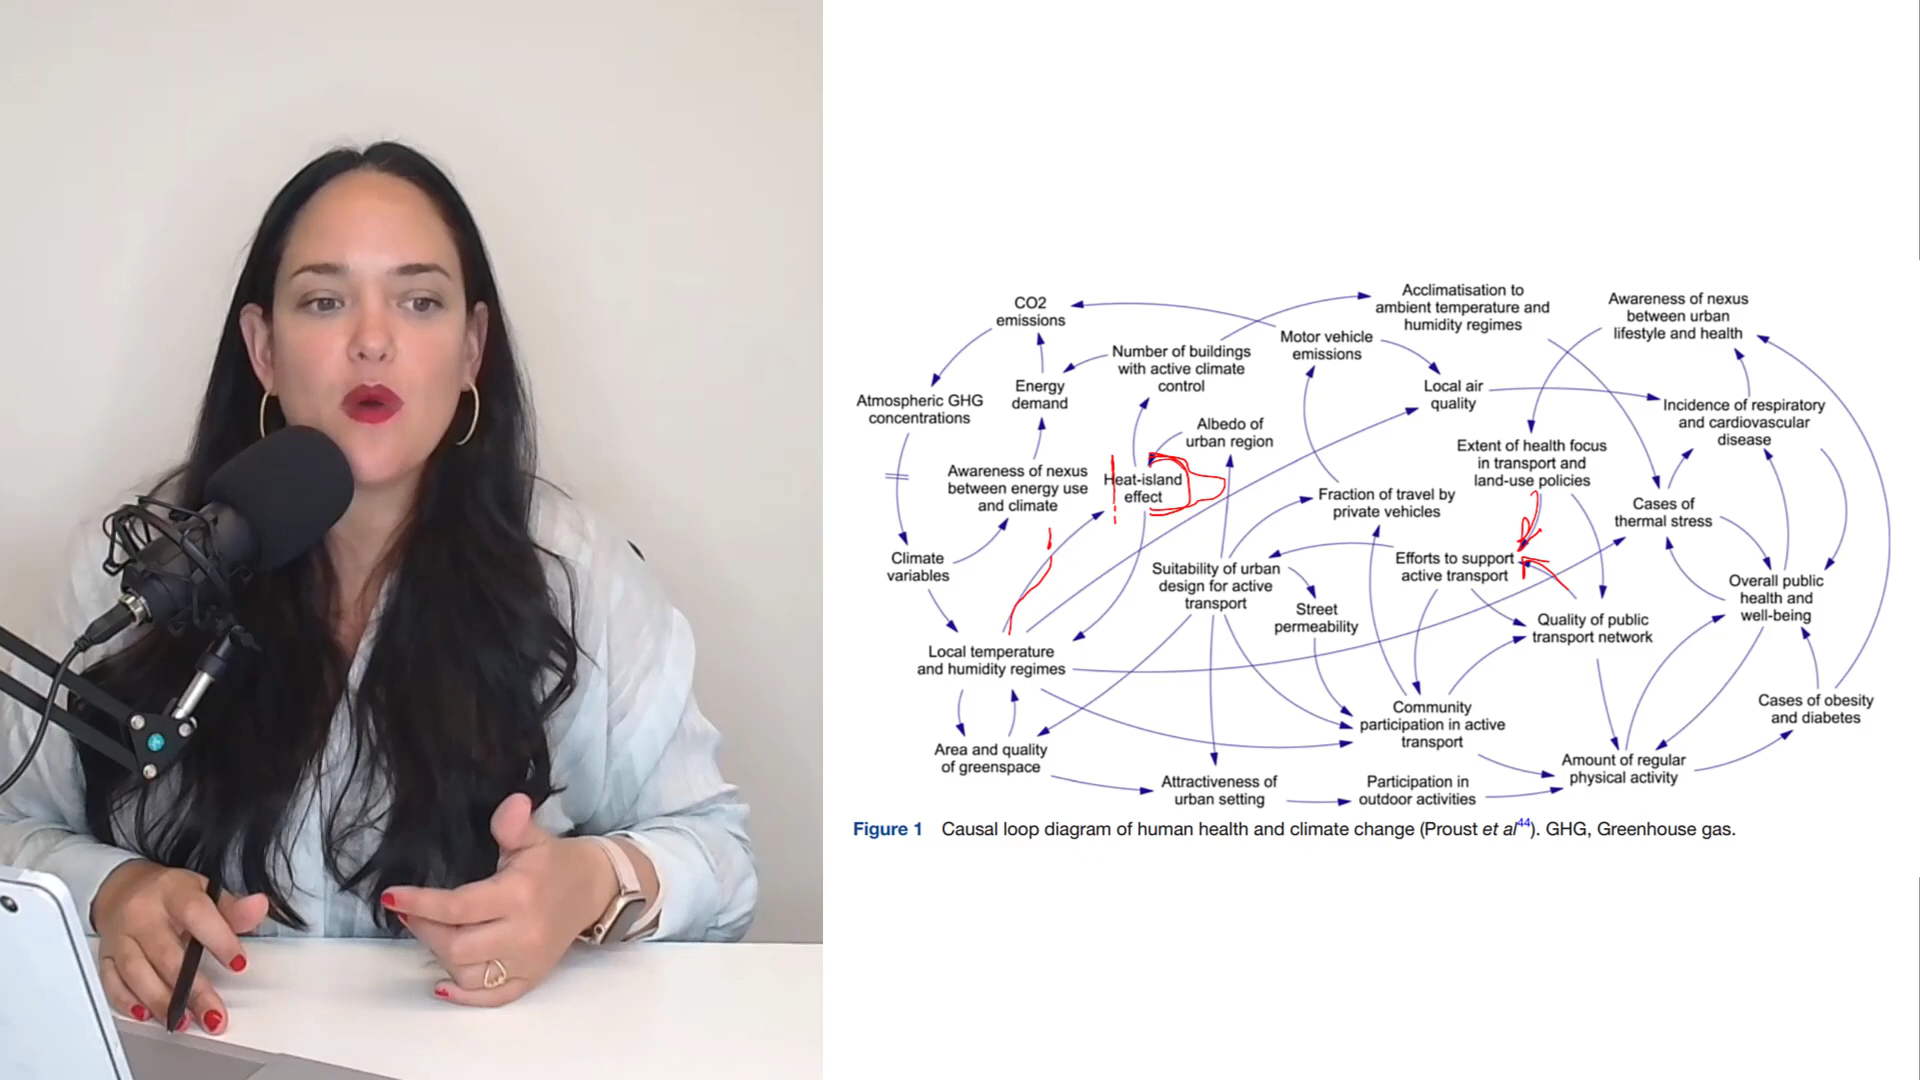 CO2
emissions
Acclimatisation to
ambient temperature and
humidity regimes
Awareness of nexus
between urban
lifestyle and health
Motor vehicle
emissions
Number of buildings
with active climate
control
Energy
demand
Atmospheric GHG
concentrations
Local air
quality
Incidence of respiratory
and cardiovascular
disease
Albedo of
urban region
Extent of health focus
in transport and
land-use policies
Awareness of nexus
between energy use
and climate
Heat-island
effect
Fraction of travel by
private vehicles
Cases of
thermal stress
Climate
variables
Suitability of urban
design for active
transport
Efforts to support
active transport
Overall public
health and
well-being
Street
permeability
Quality of public
transport network
Local temperature
and humidity regimes
Community
participation in active
transport
Cases of obesity
and diabetes
Area and quality
of greenspace
Amount of regular
physical activity
Attractiveness of
urban setting
Participation in
outdoor activities
Figure 1 Causal loop diagram of human health and climate change (Proust et al44). GHG, Greenhouse gas.